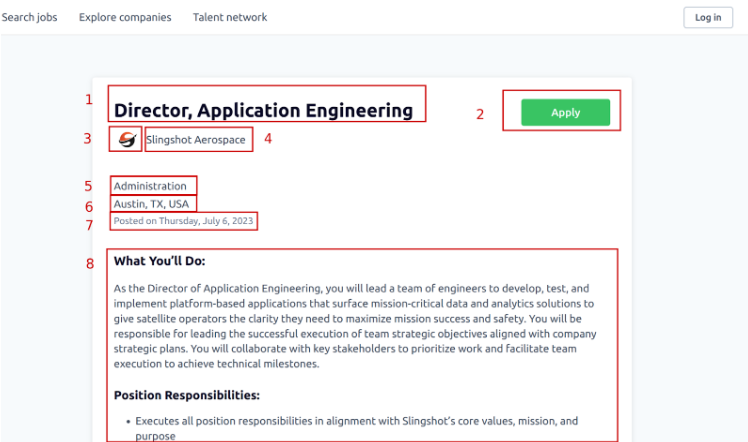 Search jobs Explore companies Talent network Log in
1 Director, Application Engineering 2 Apply
3 Slingshot Aerospace 4
5 Administration
6 Austin, TX, USA
7 Posted on Thursday, July 6, 2023
8 What You'll Do:
As the Director of Application Engineering, you will lead a team of engineers to develop, test, and
implement platform-based applications that surface mission-critical data and analytics solutions to
give satellite operators the clarity they need to maximize mission success and safety. You will be
responsible for leading the successful execution of team strategic objectives aligned with company
strategic plans. You will collaborate with key stakeholders to prioritize work and facilitate team
execution to achieve technical milestones.
Position Responsibilities:
• Executes all position responsibilities in alignment with Slingshot's core values, mission, and
purpose